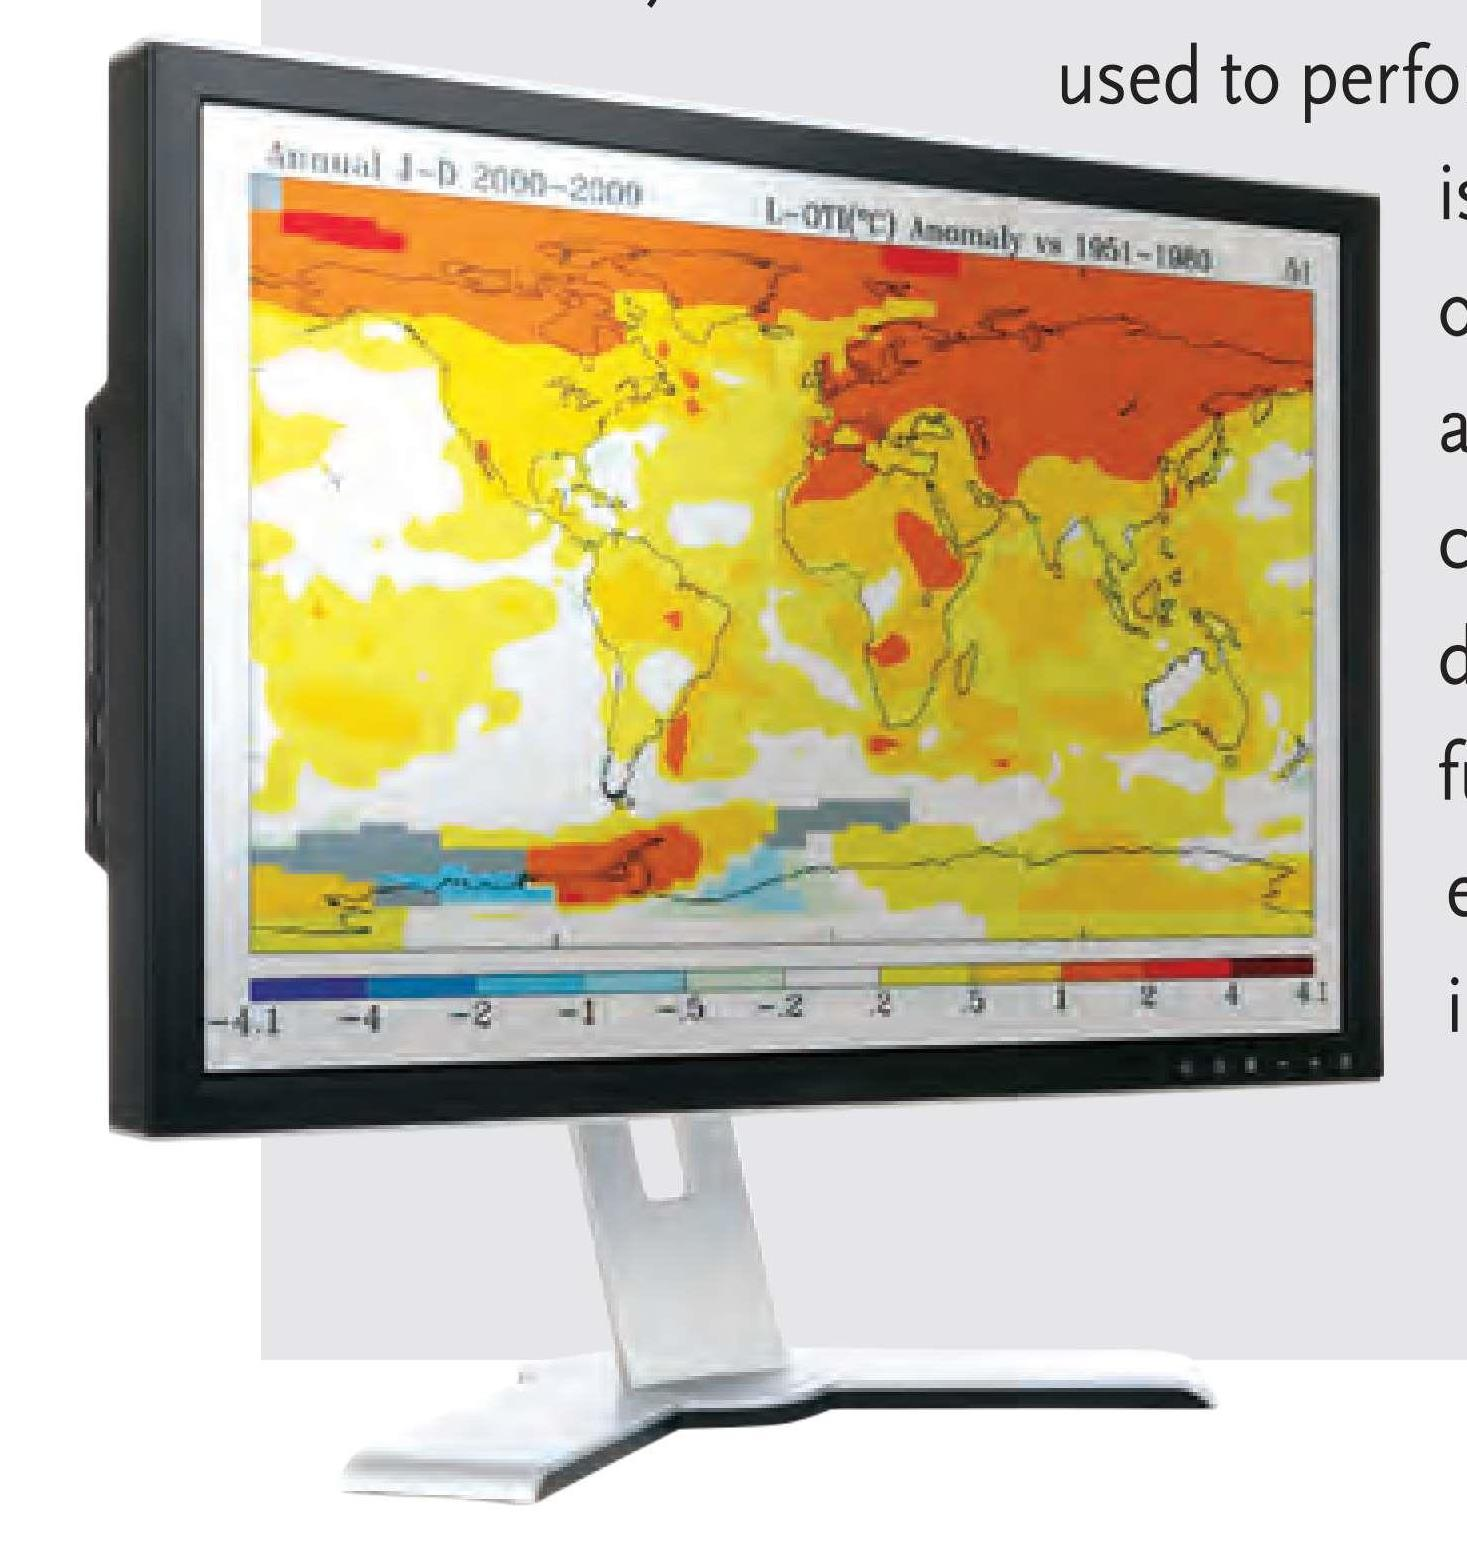 used to perfo
is
Annual J-D 2000-2009
L-OTI(°C) Anomaly vs 1951-1980
.51
o
a
c
d
fu
e
i
-4.1 -4 -2 -1 -.5 -.2 .2 .5 1 2 4 4.1